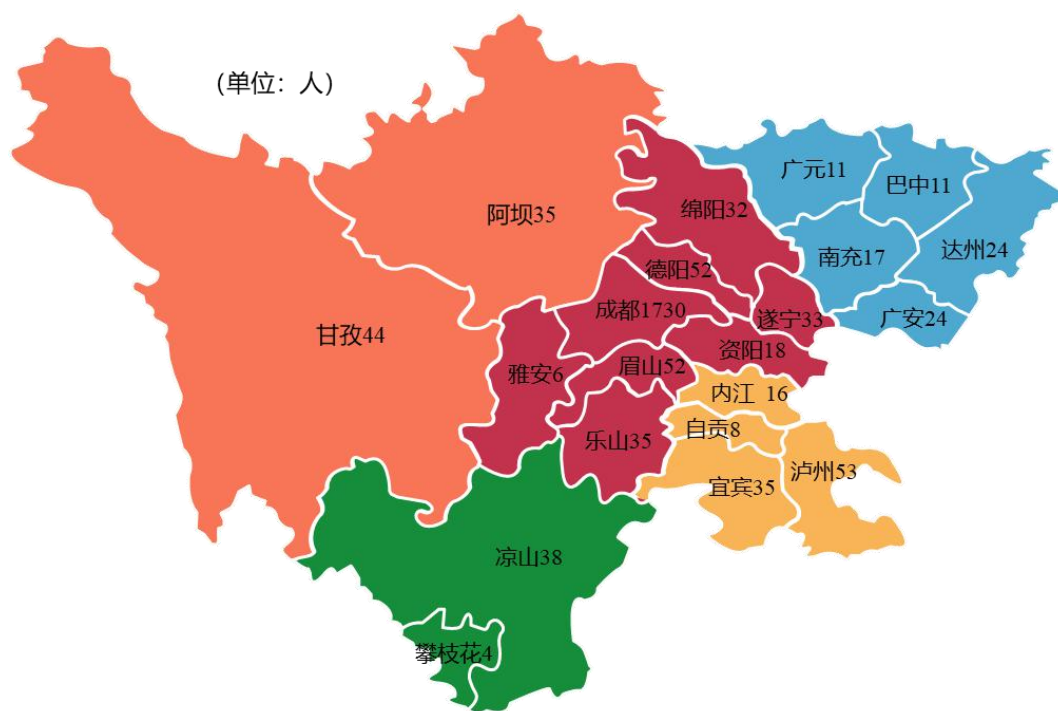 (单位：人)
广元11
巴中11
阿坝35
绵阳32
达州24
南充17
德阳52
成都1730
遂宁33
广安24
甘孜44
资阳18
雅安6
眉山52
内江 16
自贡8
乐山35
泸州53
宜宾35
凉山38
攀枝花4